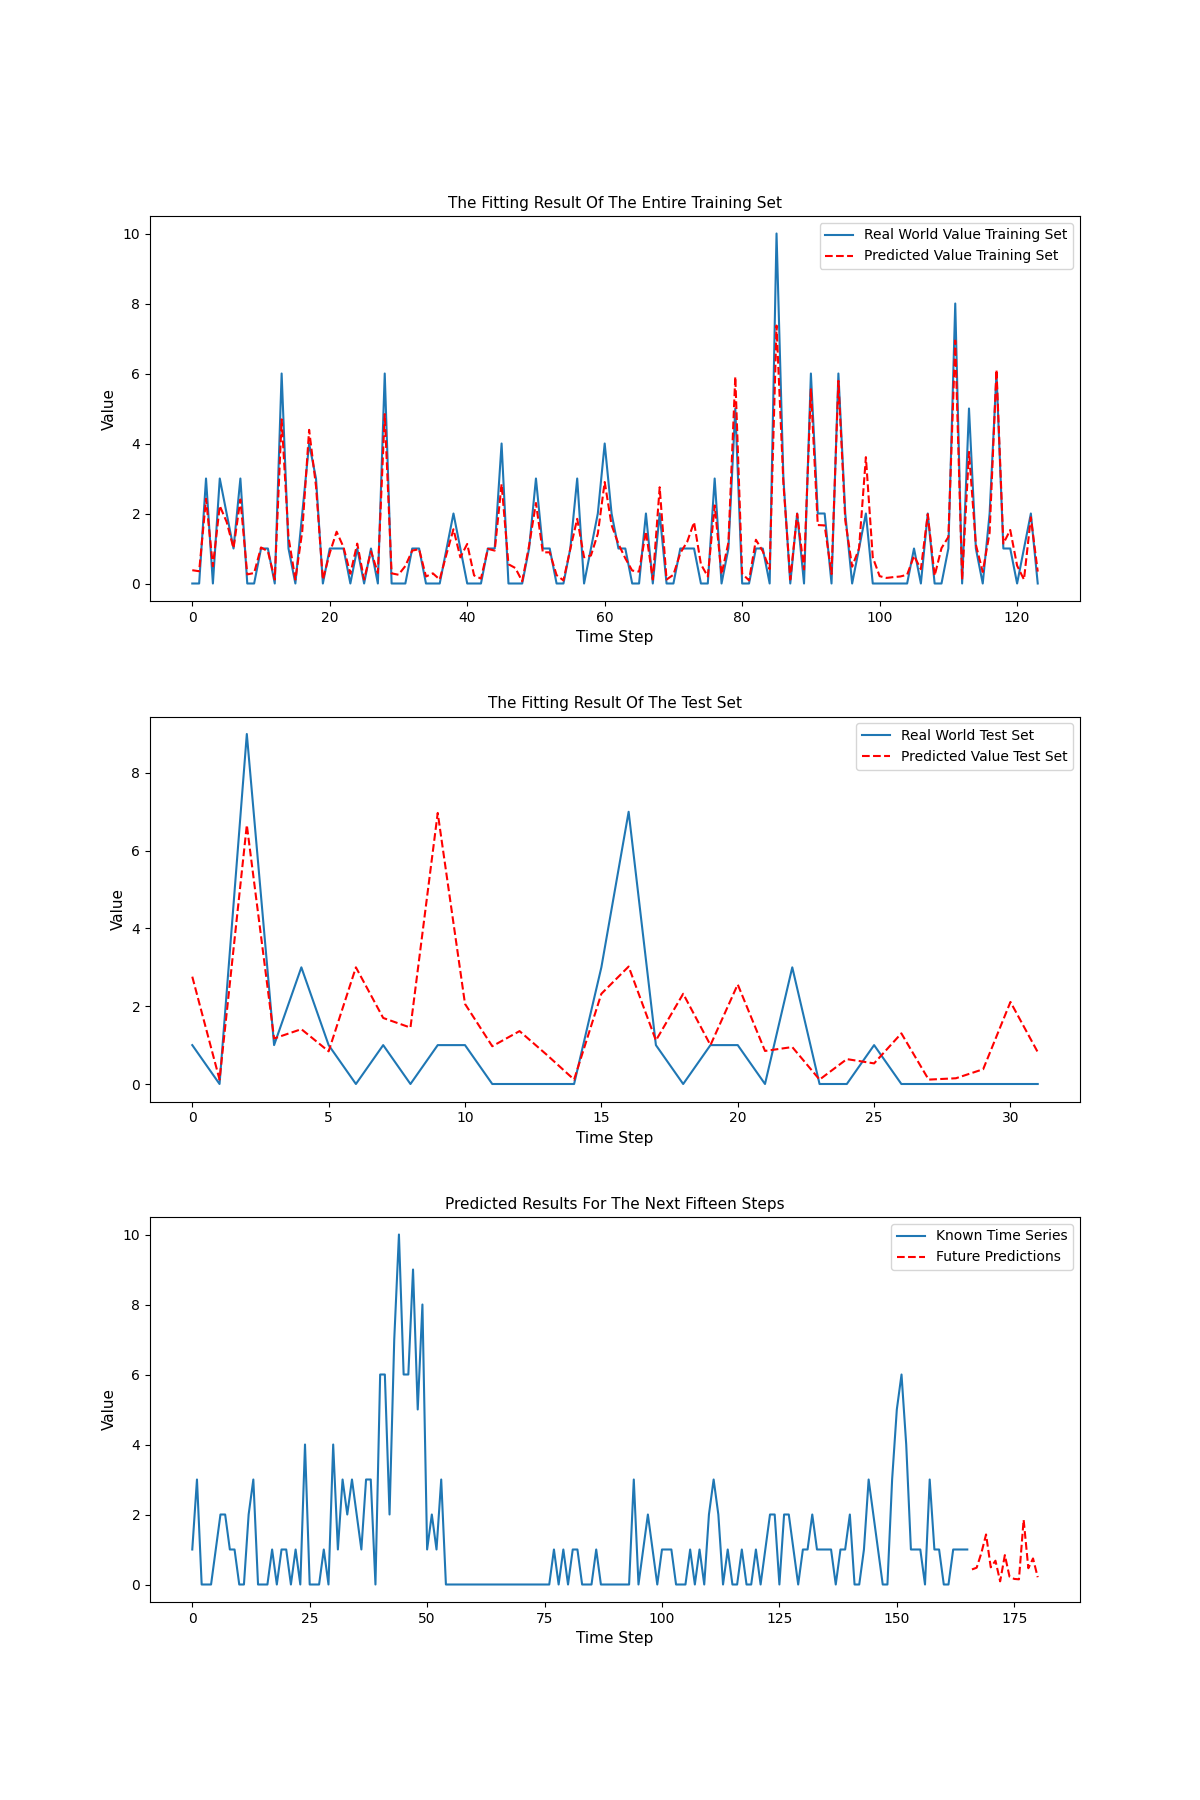 The Fitting Result Of The Entire Training Set
Real World Value Training Set
Predicted Value Training Set
10
8
6
4
2
0
Value
0 20 40 60 80 100 120
Time Step
The Fitting Result Of The Test Set
Real World Test Set
Predicted Value Test Set
8
6
4
2
0
Value
0 5 10 15 20 25 30
Time Step
Predicted Results For The Next Fifteen Steps
Known Time Series
Future Predictions
10
8
6
4
2
0
Value
0 25 50 75 100 125 150 175
Time Step